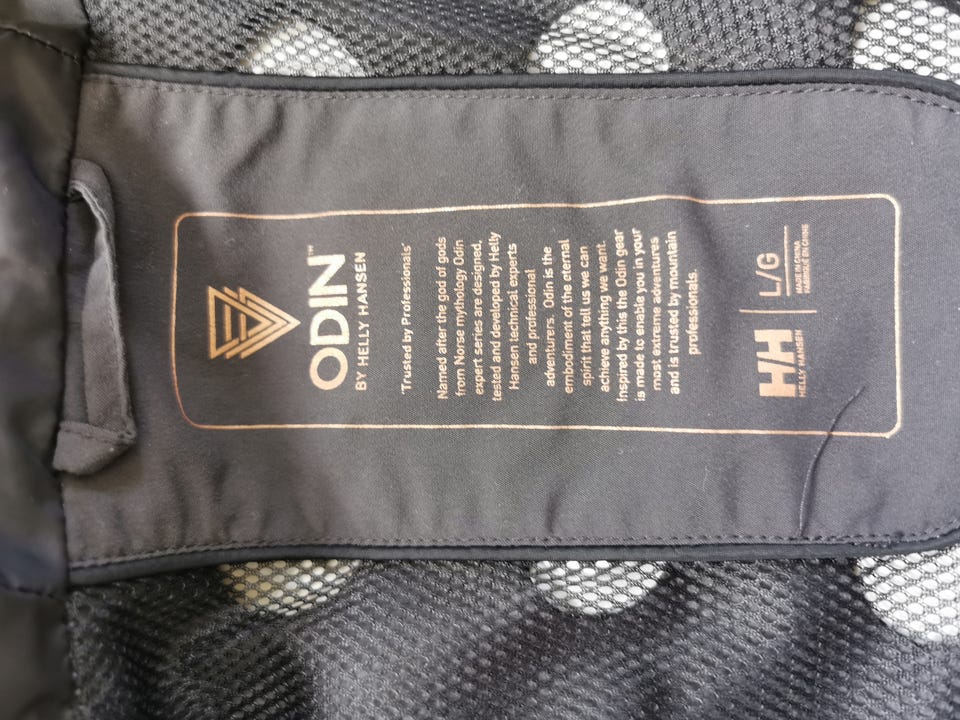 ODIN™
BY HELLY HANSEN
'Trusted by Professionals'
Named after the god of gods
from Norse mythology Odin
expert series are designed,
tested and developed by Helly
Hansen technical experts
and professional
adventurers. Odin is the
embodiment of the eternal
spirit that tell us we can
achieve anything we want.
Inspired by this the Odin gear
is made to enable you in your
most extreme adventures
and is trusted by mountain
professionals.
HH
HELLY HANSEN
L/G
MADE IN CHINA
FABRIQUÉ EN CHINE